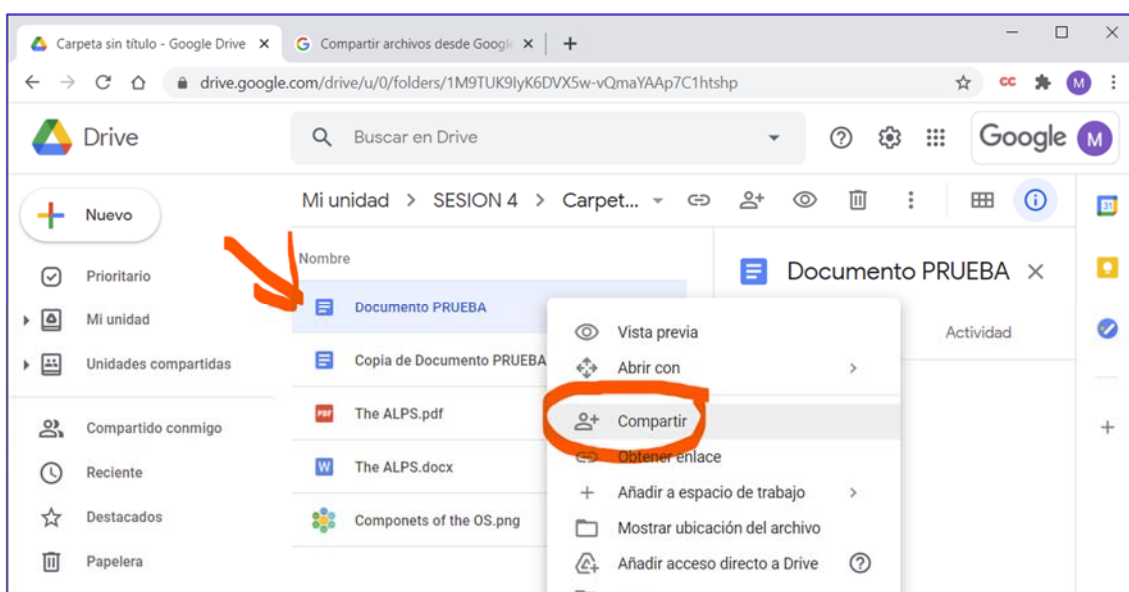 Carpeta sin título - Google Drive
Compartir archivos desde Googl
drive.google.com/drive/u/0/folders/1M9TUK9IyK6DVX5w-vQmaYAAp7C1htshp
CC
M
Drive
Buscar en Drive
Google M
Nuevo
Mi unidad > SESION 4 > Carpet...
31
Nombre
Documento PRUEBA
Prioritario
Documento PRUEBA
Vista previa
Actividad
Mi unidad
Copia de Documento PRUEBA
Abrir con
Unidades compartidas
PDF The ALPS.pdf
Compartir
Compartido conmigo
Obtener enlace
W The ALPS.docx
Reciente
Añadir a espacio de trabajo
Destacados
Componets of the OS.png
Mostrar ubicación del archivo
Papelera
Añadir acceso directo a Drive